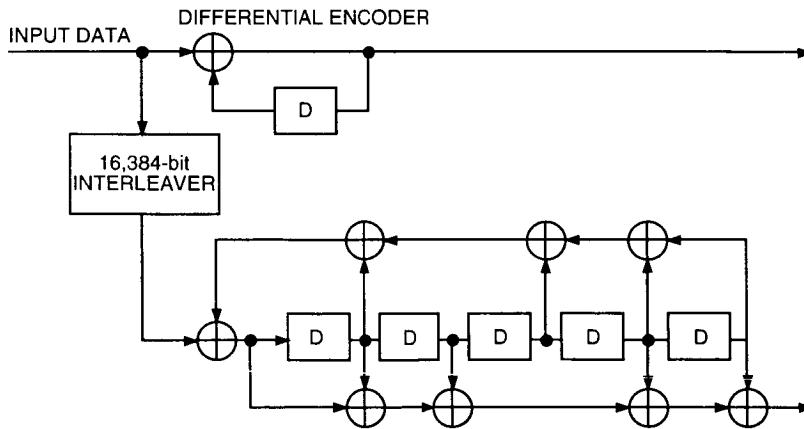 DIFFERENTIAL ENCODER
INPUT DATA
D
16,384-bit
INTERLEAVER
D
D
D
D
D